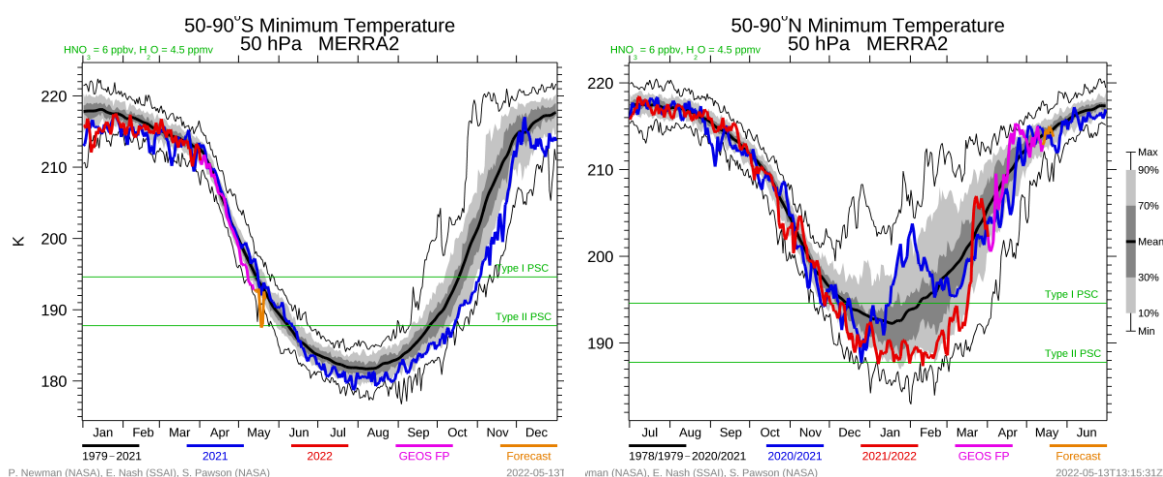 50-90°S Minimum Temperature
50 hPa MERRA2
HNO3 = 6 ppbv, H2O = 4.5 ppmv
220
210
200
190
180
K
Type I PSC
Type II PSC
Jan Feb Mar Apr May Jun Jul Aug Sep Oct Nov Dec
1979-2021 2021 2022 GEOS FP Forecast
P. Newman (NASA), E. Nash (SSAI), S. Pawson (NASA) 2022-05-13T
50-90°N Minimum Temperature
50 hPa MERRA2
HNO3 = 6 ppbv, H2O = 4.5 ppmv
220
210
200
190
Type I PSC
Type II PSC
Jul Aug Sep Oct Nov Dec Jan Feb Mar Apr May Jun
1978/1979-2020/2021 2020/2021 2021/2022 GEOS FP Forecast
wman (NASA), E. Nash (SSAI), S. Pawson (NASA) 2022-05-13T13:15:31Z
Max
90%
70%
Mean
30%
10%
Min